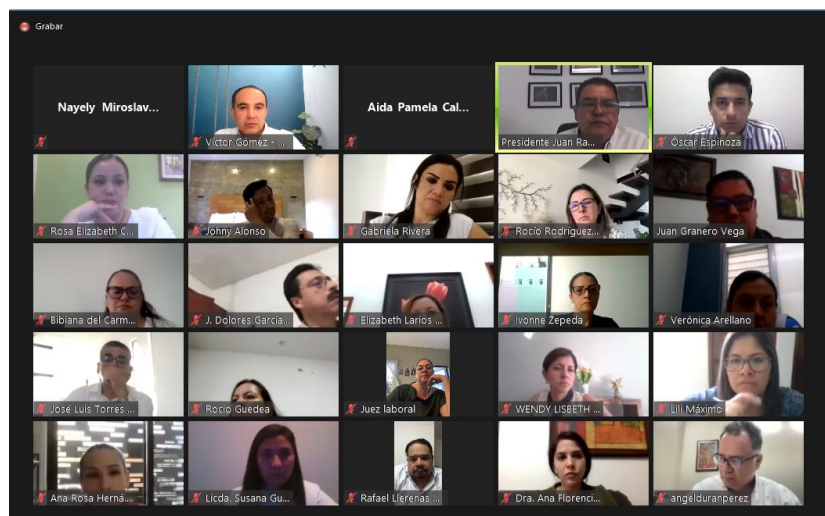 Grabar
Nayely Miroslav...
Víctor Gómez - ...
Aida Pamela Cal...
Presidente Juan Ra...
Óscar Espinoza
Rosa Elizabeth C...
Johny Alonso
Gabriela Rivera
Rocío Rodríguez...
Juan Granero Vega
Bibiana del Carm...
J. Dolores García...
Elizabeth Larios ...
Ivonne Zepeda
Verónica Arellano
José Luis Torres ...
Rocio Guedea
Juez laboral
WENDY LISBETH ...
Lili Máximo
Ana Rosa Herná...
Licda. Susana Gu...
Rafael Llerenas ...
Dra. Ana Florenci...
angelduranperez